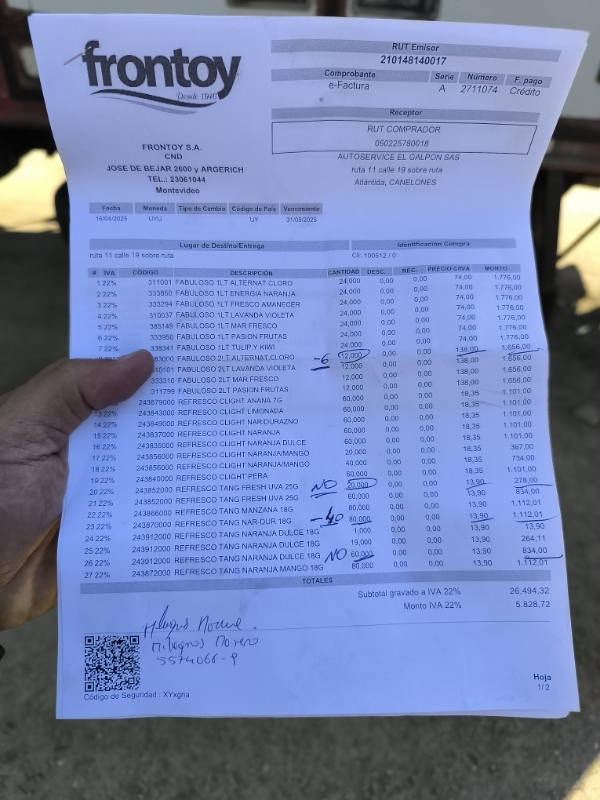 frontoy
Desde 1940
RUT Emisor
210148140017
Comprobante Serie Número F. pago
e-Factura A 2711074 Crédito
Receptor
RUT COMPRADOR
050225780018
FRONTOY S.A.
CND
JOSE DE BEJAR 2600 y ARGERICH
TEL.: 23061044
Montevideo
AUTOSERVICE EL GALPON SAS
ruta 11 calle 19 sobre ruta
Atlántida, CANELONES
Fecha Moneda Tipo de Cambio Código de País Vencimiento
16/04/2025 UYU UY 31/05/2025
Lugar de Destino/Entrega Identificación Compra
ruta 11 calle 19 sobre ruta Cli: 100512 / 0
# IVA CÓDIGO DESCRIPCIÓN CANTIDAD DESC. REC. PRECIO C/IVA MONTO
1 22% 311001 FABULOSO 1LT ALTERNAT.CLORO 24,000 0,00 0,00 74,00 1.776,00
2 22% 333850 FABULOSO 1LT ENERGIA NARANJA 24,000 0,00 0,00 74,00 1.776,00
3 22% 333294 FABULOSO 1LT FRESCO AMANECER 24,000 0,00 0,00 74,00 1.776,00
4 22% 310037 FABULOSO 1LT LAVANDA VIOLETA 24,000 0,00 0,00 74,00 1.776,00
5 22% 385149 FABULOSO 1LT MAR FRESCO 24,000 0,00 0,00 74,00 1.776,00
6 22% 333950 FABULOSO 1LT PASION FRUTAS 24,000 0,00 0,00 74,00 1.776,00
7 22% 338341 FABULOSO 1LT TULIP.Y KIWI 24,000 0,00 0,00 74,00 1.776,00
FABULOSO 2LT ALTERNAT.CLORO -6 12,000 0,00 0,00 138,00 1.656,00
FABULOSO 2LT LAVANDA VIOLETA 12,000 0,00 0,00 138,00 1.656,00
333310 FABULOSO 2LT MAR FRESCO 12,000 0,00 0,00 138,00 1.656,00
311799 FABULOSO 2LT PASION FRUTAS 12,000 0,00 0,00 138,00 1.656,00
243879000 REFRESCO CLIGHT ANANA 7G 60,000 0,00 0,00 18,35 1.101,00
13 22% 243843000 REFRESCO CLIGHT LIMONADA 60,000 0,00 0,00 18,35 1.101,00
14 22% 243849000 REFRESCO CLIGHT NAR/DURAZNO 60,000 0,00 0,00 18,35 1.101,00
15 22% 243837000 REFRESCO CLIGHT NARANJA 60,000 0,00 0,00 18,35 1.101,00
16 22% 243835000 REFRESCO CLIGHT NARANJA DULCE 60,000 0,00 0,00 18,35 1.101,00
17 22% 243856000 REFRESCO CLIGHT NARANJA/MANGO 20,000 0,00 0,00 18,35 367,00
18 22% 243856000 REFRESCO CLIGHT NARANJA/MANGO 40,000 0,00 0,00 18,35 734,00
19 22% 243840000 REFRESCO CLIGHT PERA 60,000 0,00 0,00 18,35 1.101,00
20 22% 243852000 REFRESCO TANG FRESH UVA 25G NO 20,000 0,00 0,00 13,90 278,00
21 22% REFRESCO TANG FRESH UVA 25G 60,000 0,00 0,00 13,90 834,00
22 22% 243866000 REFRESCO TANG MANZANA 18G 80,000 0,00 0,00 13,90 1.112,01
23 22% 243870000 REFRESCO TANG NAR-DUR 18G -40 80,000 0,00 0,00 13,90 1.112,01
24 22% 243912000 REFRESCO TANG NARANJA DULCE 18G 1,000 0,00 0,00 13,90 13,90
25 22% 243912000 REFRESCO TANG NARANJA DULCE 18G 19,000 0,00 0,00 13,90 264,11
26 22% 243912000 REFRESCO TANG NARANJA DULCE 18G NO 60,000 0,00 0,00 13,90 834,00
27 22% 243872000 REFRESCO TANG NARANJA MANGO 18G 80,000 0,00 0,00 13,90 1.112,01
TOTALES
Subtotal gravado a IVA 22% 26.494,32
Monto IVA 22% 5.828,72
Milagros Moreno
5574066-9
Código de Seguridad : XYxgna
Hoja
1/2